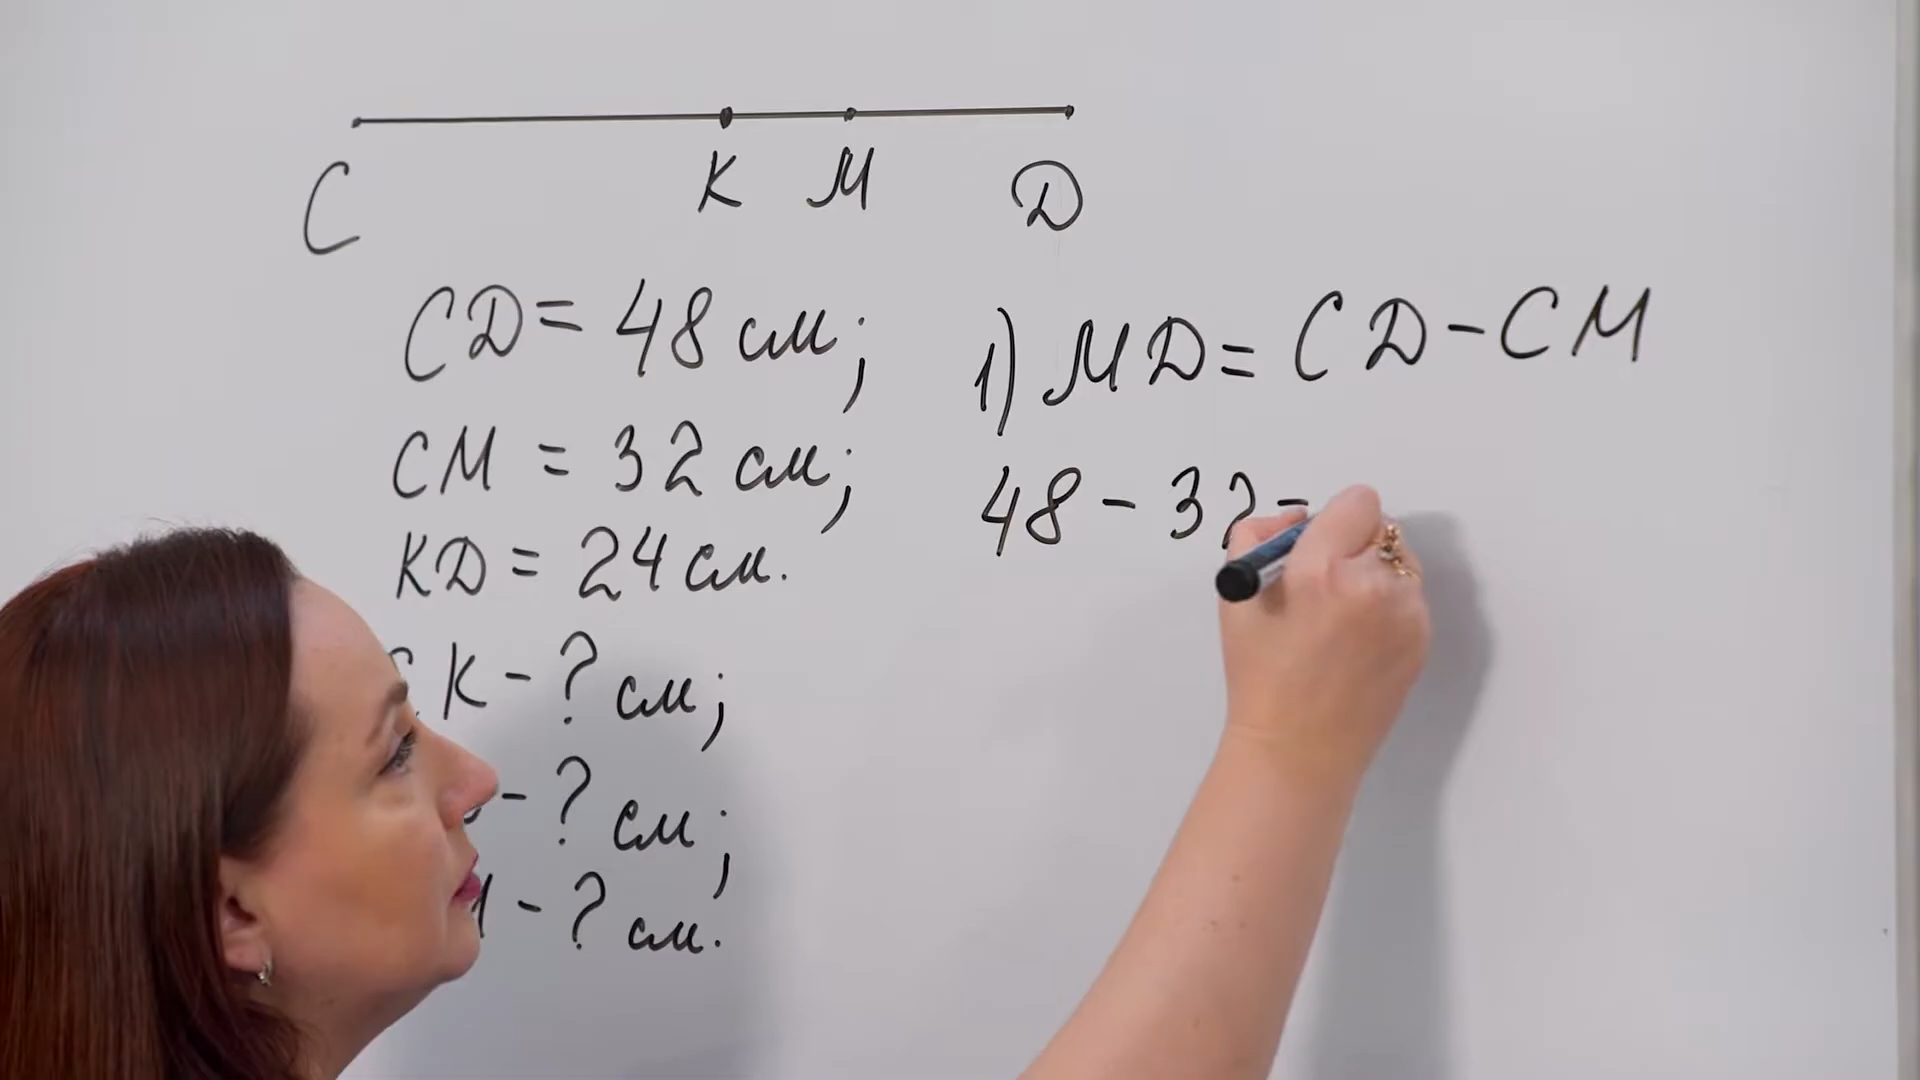 C K M D
CD = 48 см;
CM = 32 см;
KD = 24 см.
K - ? см;
- ? см;
- ? см.
1) MD = CD - CM
48 - 32 =